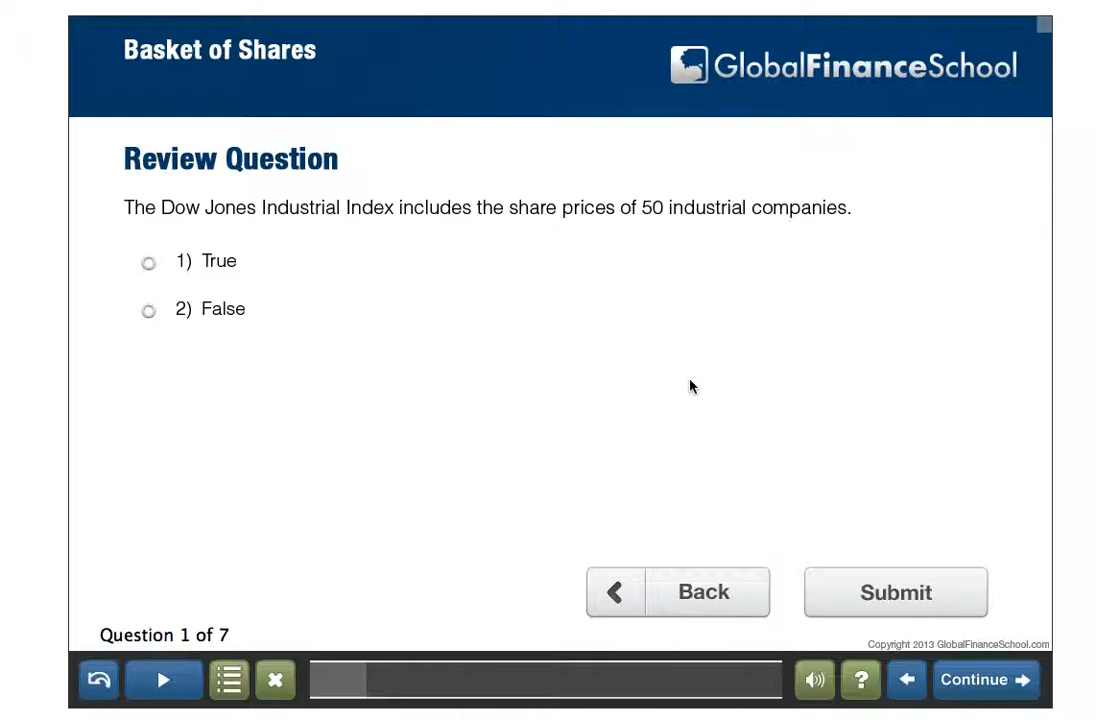 Basket of Shares
GlobalFinanceSchool
Review Question
The Dow Jones Industrial Index includes the share prices of 50 industrial companies.
1) True
2) False
Back
Submit
Question 1 of 7
Copyright 2013 GlobalFinanceSchool.com
?
Continue